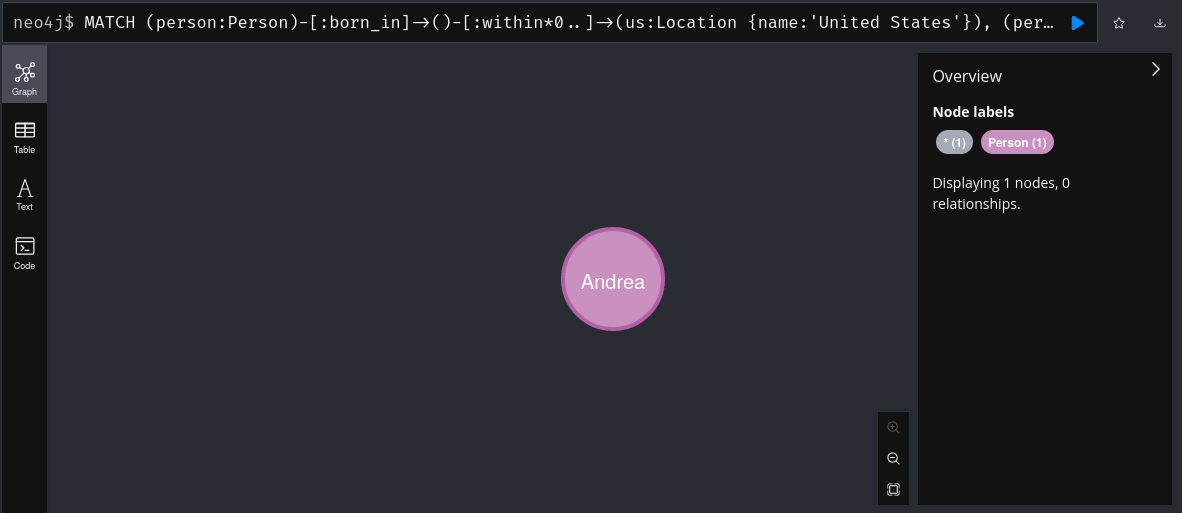 neo4j$ MATCH (person:Person)-[:born_in]->()-[:within*0..]->(us:Location {name:'United States'}), (per…
Graph
Table
Text
Code
Andrea
Overview
Node labels
* (1) Person (1)
Displaying 1 nodes, 0
relationships.